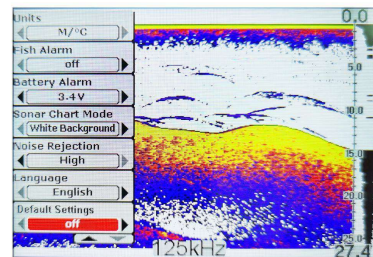 Units
M/°C
Fish Alarm
off
Battery Alarm
3.4V
Sonar Chart Mode
White Background
Noise Rejection
High
Language
English
Default Settings
off
0.0
5.0
10.0
15.0
20.0
25.0
27.4
125kHz